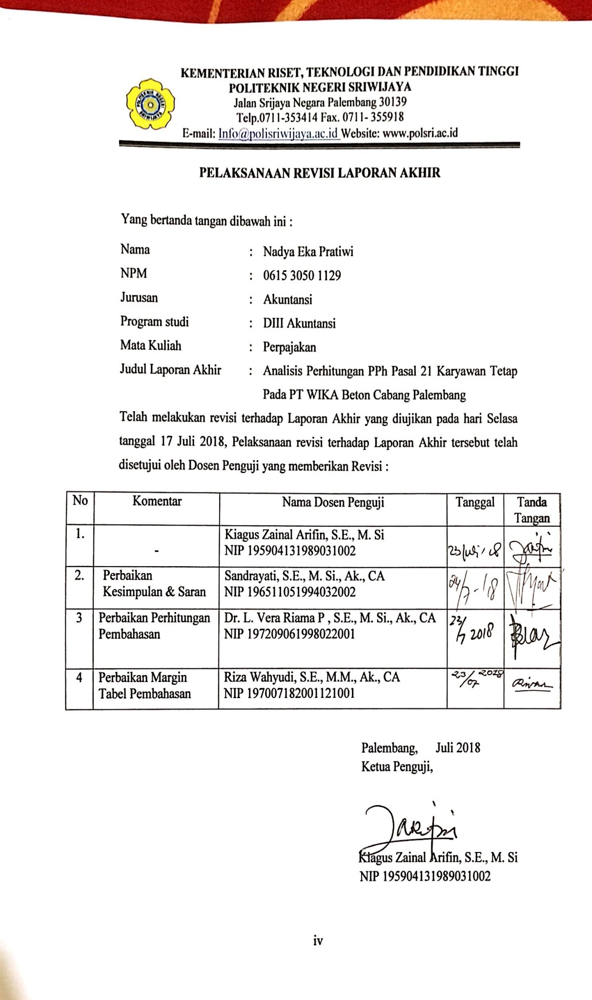 KEMENTERIAN RISET, TEKNOLOGI DAN PENDIDIKAN TINGGI
POLITEKNIK NEGERI SRIWIJAYA
Jalan Srijaya Negara Palembang 30139
Telp.0711-353414 Fax. 0711- 355918
E-mail: Info@polisriwijaya.ac.id Website: www.polsri.ac.id
POLITEKNIK NEGERI SRIWIJAYA
PELAKSANAAN REVISI LAPORAN AKHIR
Yang bertanda tangan dibawah ini :
Nama : Nadya Eka Pratiwi
NPM : 0615 3050 1129
Jurusan : Akuntansi
Program studi : DIII Akuntansi
Mata Kuliah : Perpajakan
Judul Laporan Akhir : Analisis Perhitungan PPh Pasal 21 Karyawan Tetap
Pada PT WIKA Beton Cabang Palembang
Telah melakukan revisi terhadap Laporan Akhir yang diujikan pada hari Selasa
tanggal 17 Juli 2018, Pelaksanaan revisi terhadap Laporan Akhir tersebut telah
disetujui oleh Dosen Penguji yang memberikan Revisi :
No Komentar Nama Dosen Penguji Tanggal Tanda
Tangan
1. Kiagus Zainal Arifin, S.E., M. Si
- NIP 195904131989031002 23 Juli / 18
2. Perbaikan Sandrayati, S.E., M. Si., Ak., CA 24/7-18
Kesimpulan & Saran NIP 196511051994032002
3 Perbaikan Perhitungan Dr. L. Vera Riama P , S.E., M. Si., Ak., CA 23/7 2018
Pembahasan NIP 197209061998022001
4 Perbaikan Margin Riza Wahyudi, S.E., M.M., Ak., CA 23/07 2018
Tabel Pembahasan NIP 197007182001121001
Palembang, Juli 2018
Ketua Penguji,
Kiagus Zainal Arifin, S.E., M. Si
NIP 195904131989031002
iv